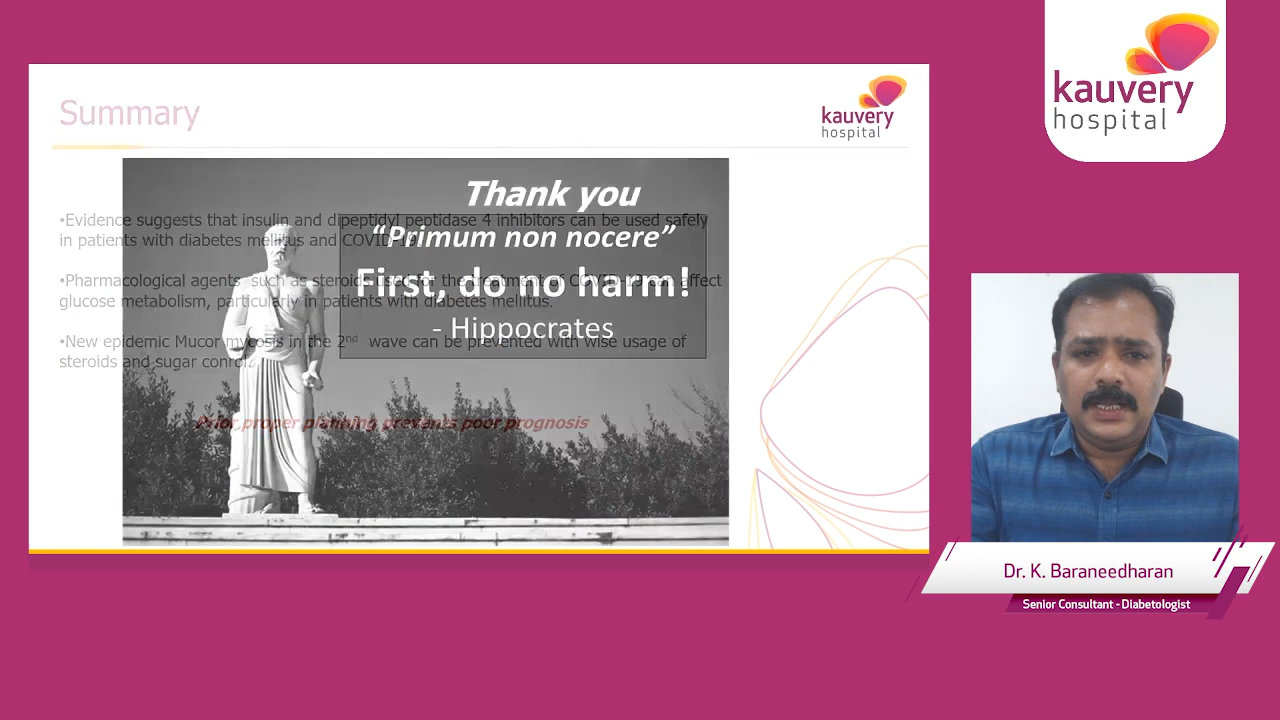 kauvery
hospital
Summary
kauvery
hospital
Thank you
•Evidence suggests that insulin and dipeptidyl peptidase 4 inhibitors can be used safely
in patients with diabetes mellitus and COVID-19
“Primum non nocere”
•Pharmacological agents, such as steroids used for the treatment of COVID-19 can affect
glucose metabolism, particularly in patients with diabetes mellitus.
First, do no harm!
- Hippocrates
•New epidemic Mucor mycosis in the 2nd wave can be prevented with wise usage of
steroids and sugar
Prior proper planning prevents poor prognosis
Dr. K. Baraneedharan
Senior Consultant - Diabetologist